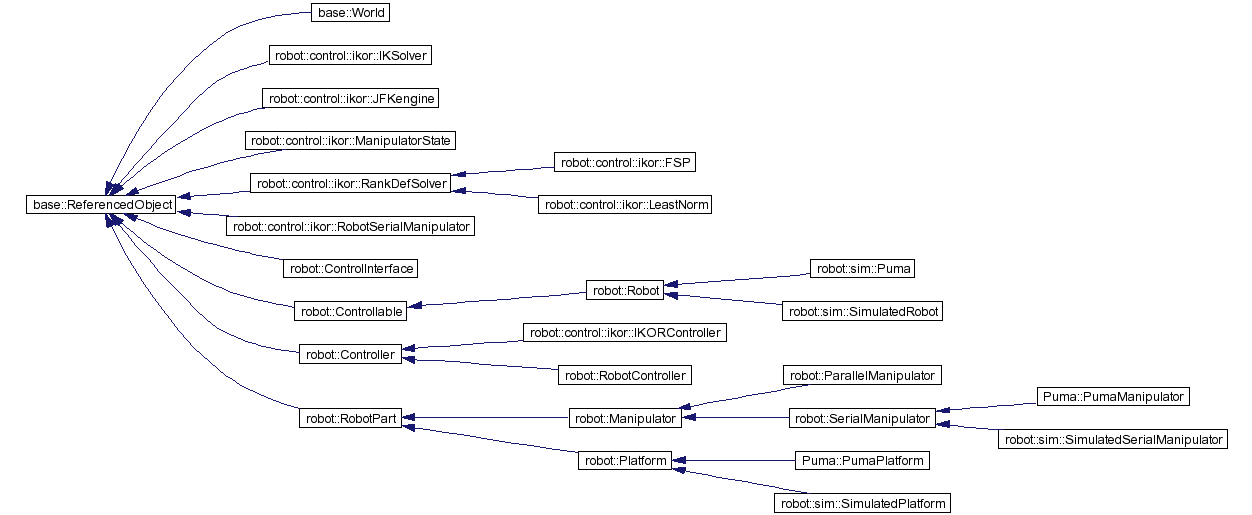 base::World
robot::control::ikor::IKSolver
robot::control::ikor::JFKengine
robot::control::ikor::ManipulatorState
robot::control::ikor::FSP
robot::control::ikor::RankDefSolver
base::ReferencedObject
robot::control::ikor::LeastNorm
robot::control::ikor::RobotSerialManipulator
robot::ControlInterface
robot::sim::Puma
robot::Robot
robot::Controllable
robot::sim::SimulatedRobot
robot::control::ikor::IKORController
robot::Controller
robot::RobotController
robot::ParallelManipulator
Puma::PumaManipulator
robot::RobotPart
robot::Manipulator
robot::SerialManipulator
robot::sim::SimulatedSerialManipulator
robot::Platform
Puma::PumaPlatform
robot::sim::SimulatedPlatform